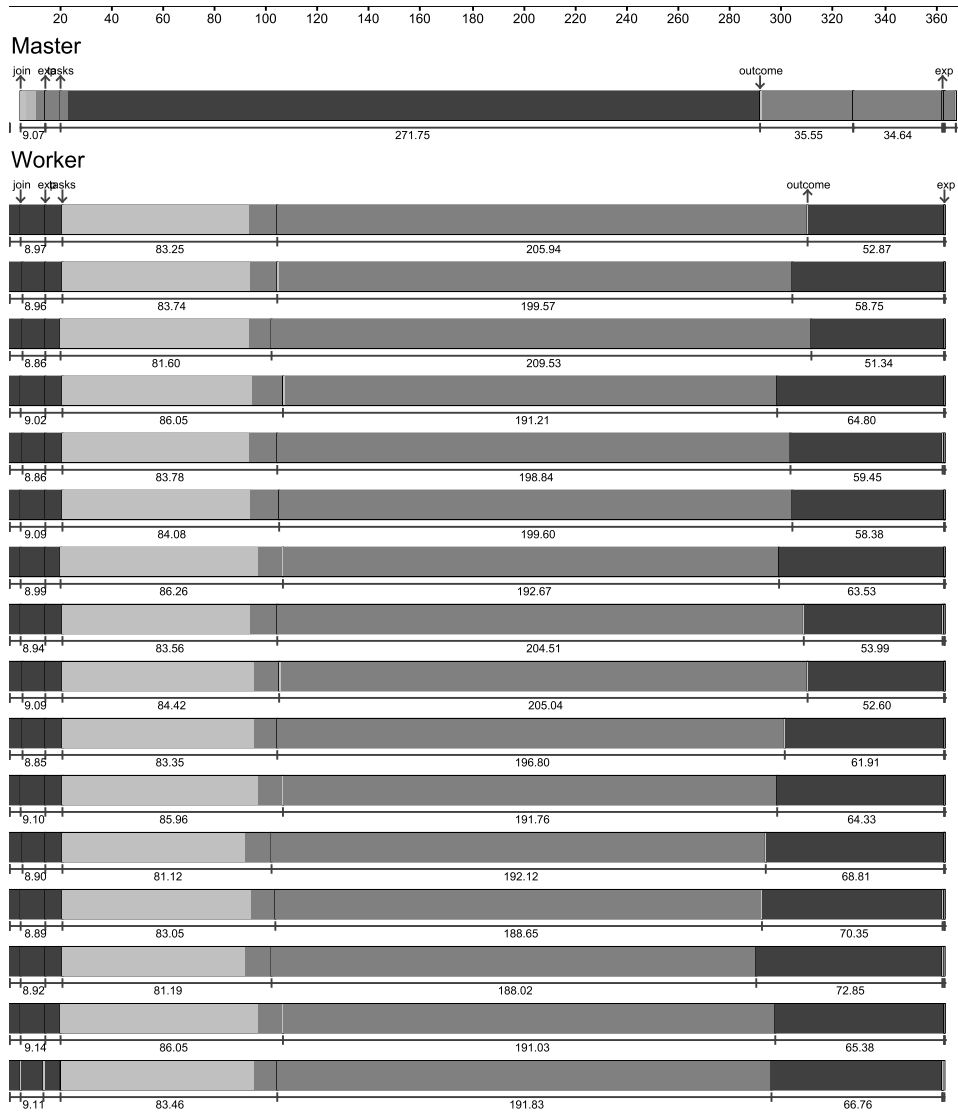 20 40 60 80 100 120 140 160 180 200 220 240 260 280 300 320 340 360
Master
join exp tasks outcome exp
9.07 271.75 35.55 34.64
Worker
join exp tasks outcome exp
8.97 83.25 205.94 52.87
8.96 83.74 199.57 58.75
8.86 81.60 209.53 51.34
9.02 86.05 191.21 64.80
8.86 83.78 198.84 59.45
9.09 84.08 199.60 58.38
8.99 86.26 192.67 63.53
8.94 83.56 204.51 53.99
9.09 84.42 205.04 52.60
8.85 83.35 196.80 61.91
9.10 85.96 191.76 64.33
8.90 81.12 192.12 68.81
8.89 83.05 188.65 70.35
8.92 81.19 188.02 72.85
9.14 86.05 191.03 65.38
9.11 83.46 191.83 66.76